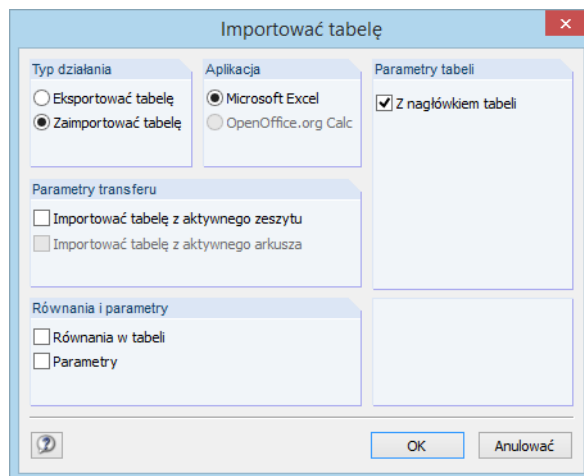 Importować tabelę
Typ działania
Eksportować tabelę
Zaimportować tabelę
Aplikacja
Microsoft Excel
OpenOffice.org Calc
Parametry tabeli
Z nagłówkiem tabeli
Parametry transferu
Importować tabelę z aktywnego zeszytu
Importować tabelę z aktywnego arkusza
Równania i parametry
Równania w tabeli
Parametry
OK
Anulować